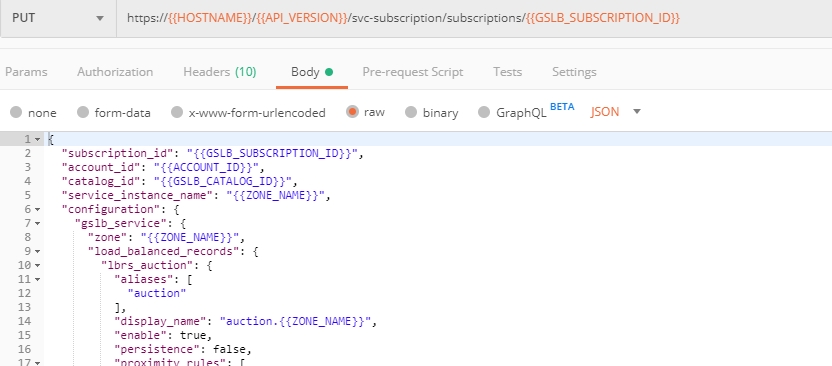 PUT https://{{HOSTNAME}}/{{API_VERSION}}/svc-subscription/subscriptions/{{GSLB_SUBSCRIPTION_ID}}
Params Authorization Headers (10) Body Pre-request Script Tests Settings
none form-data x-www-form-urlencoded raw binary GraphQL BETA JSON
1 {
2 "subscription_id": "{{GSLB_SUBSCRIPTION_ID}}",
3 "account_id": "{{ACCOUNT_ID}}",
4 "catalog_id": "{{GSLB_CATALOG_ID}}",
5 "service_instance_name": "{{ZONE_NAME}}",
6 "configuration": {
7 "gslb_service": {
8 "zone": "{{ZONE_NAME}}",
9 "load_balanced_records": {
10 "lbrs_auction": {
11 "aliases": [
12 "auction"
13 ],
14 "display_name": "auction.{{ZONE_NAME}}",
15 "enable": true,
16 "persistence": false,
17 "proximity_rules": [